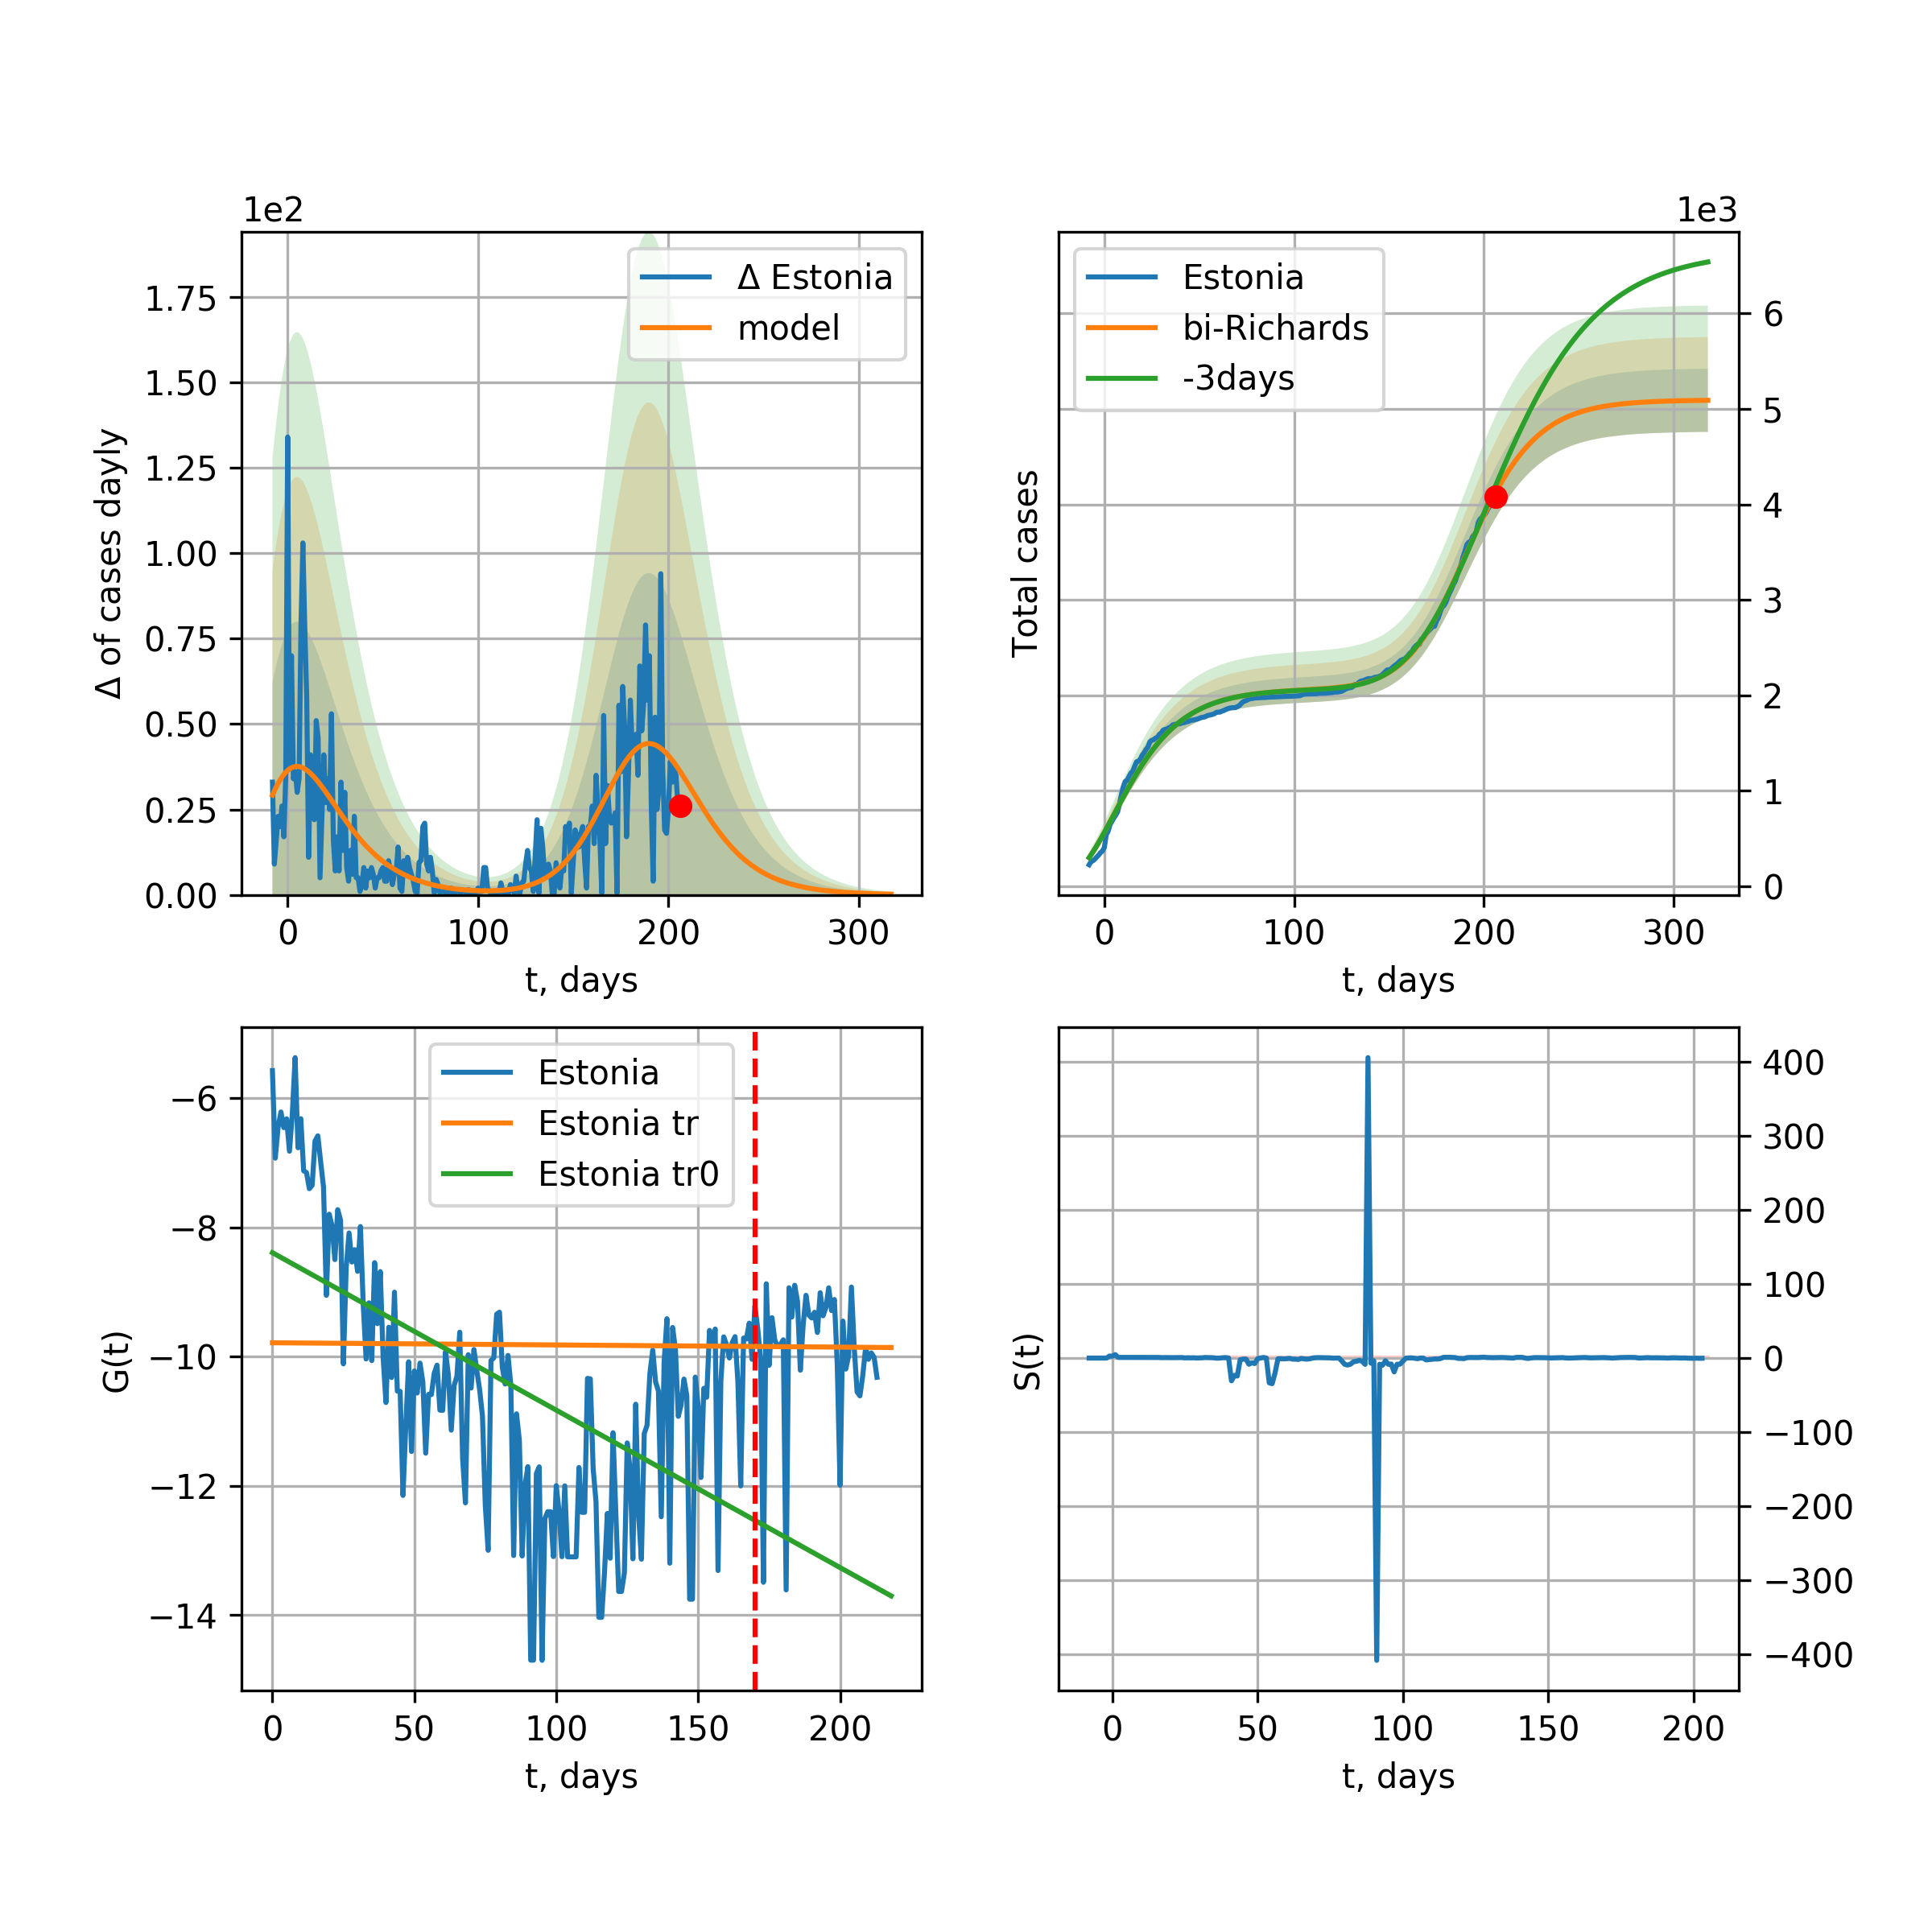 1e2
Δ of cases dayly
1.75
1.50
1.25
1.00
0.75
0.50
0.25
0.00
0 100 200 300
t, days
Δ Estonia
model
1e3
Total cases
6
5
4
3
2
1
0
0 100 200 300
t, days
Estonia
bi-Richards
-3days
G(t)
−6
−8
−10
−12
−14
0 50 100 150 200
t, days
Estonia
Estonia tr
Estonia tr0
S(t)
400
300
200
100
0
−100
−200
−300
−400
0 50 100 150 200
t, days